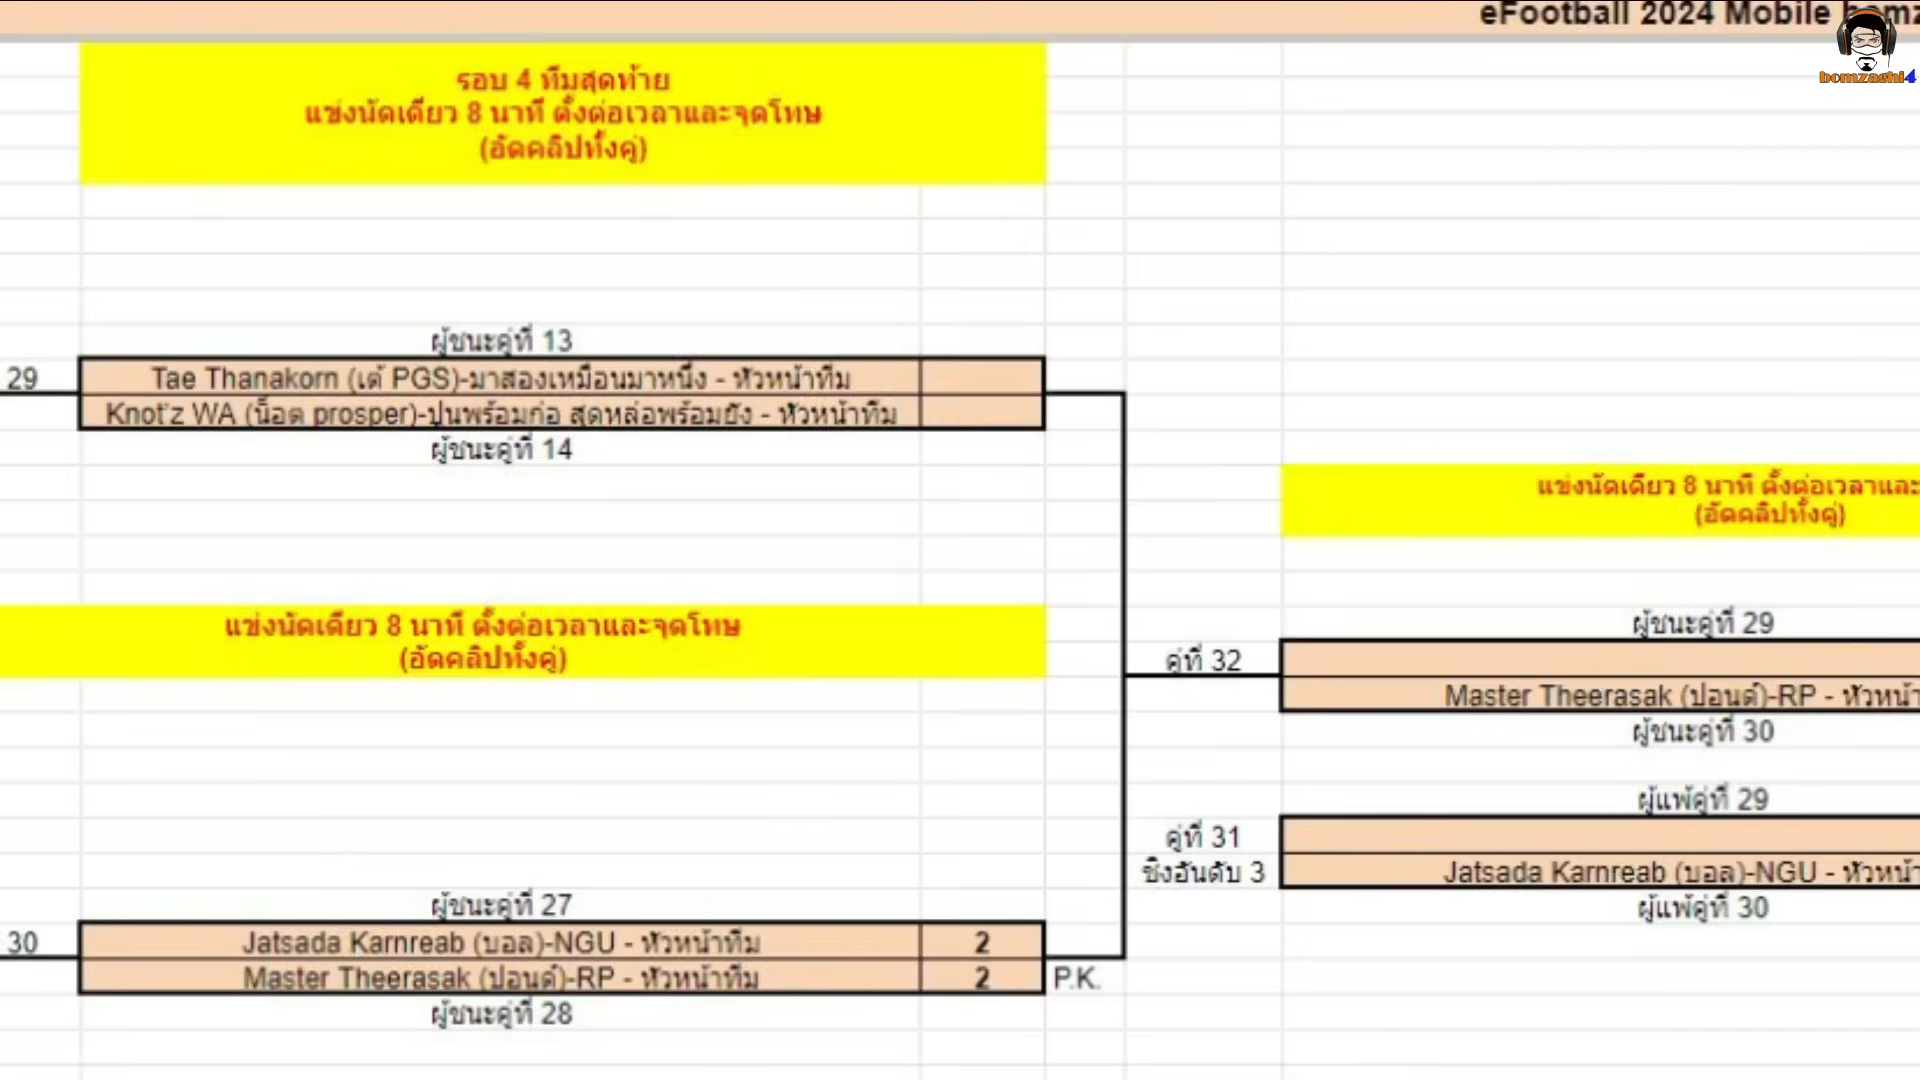 eFootball 2024 Mobile
bomzaghi4
รอบ 4 ทีมสุดท้าย
แข่งนัดเดียว 8 นาที ตั้งต่อเวลาและจุดโทษ
(อัดคลิปทั้งคู่)
ผู้ชนะคู่ที่ 13
29
Tae Thanakorn (เต้ PGS)-มาสองเหมือนมาหนึ่ง - หัวหน้าทีม
Knot'z WA (น็อต prosper)-ปูนพร้อมก่อ สุดหล่อพร้อมยัง - หัวหน้าทีม
ผู้ชนะคู่ที่ 14
แข่งนัดเดียว 8 นาที ตั้งต่อเวลาและ
(อัดคลิปทั้งคู่)
แข่งนัดเดียว 8 นาที ตั้งต่อเวลาและจุดโทษ
(อัดคลิปทั้งคู่)
ผู้ชนะคู่ที่ 29
คู่ที่ 32
Master Theerasak (ปอนด์)-RP - หัวหน้า
ผู้ชนะคู่ที่ 30
ผู้แพ้คู่ที่ 29
คู่ที่ 31
ชิงอันดับ 3
Jatsada Karnreab (บอล)-NGU - หัวหน้า
ผู้แพ้คู่ที่ 30
ผู้ชนะคู่ที่ 27
30
Jatsada Karnreab (บอล)-NGU - หัวหน้าทีม 2
Master Theerasak (ปอนด์)-RP - หัวหน้าทีม 2 P.K.
ผู้ชนะคู่ที่ 28